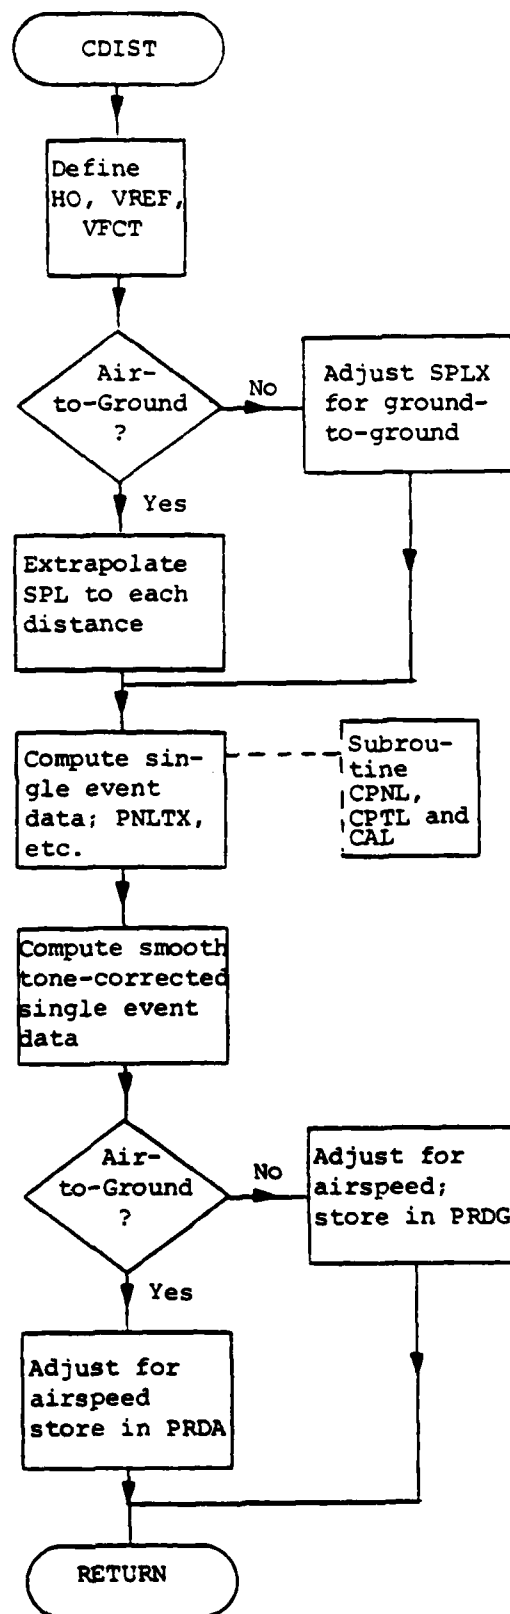 CDIST
Define
HO, VREF,
VFCT
Air-
to-Ground
?
No
Adjust SPLX
for ground-
to-ground
Yes
Extrapolate
SPL to each
distance
Compute sin-
gle event
data; PNLTX,
etc.
Subrou-
tine
CPNL,
CPTL and
CAL
Compute smooth
tone-corrected
single event
data
Air-
to-Ground
?
No
Adjust for
airspeed;
store in PRDG
Yes
Adjust for
airspeed
store in PRDA
RETURN